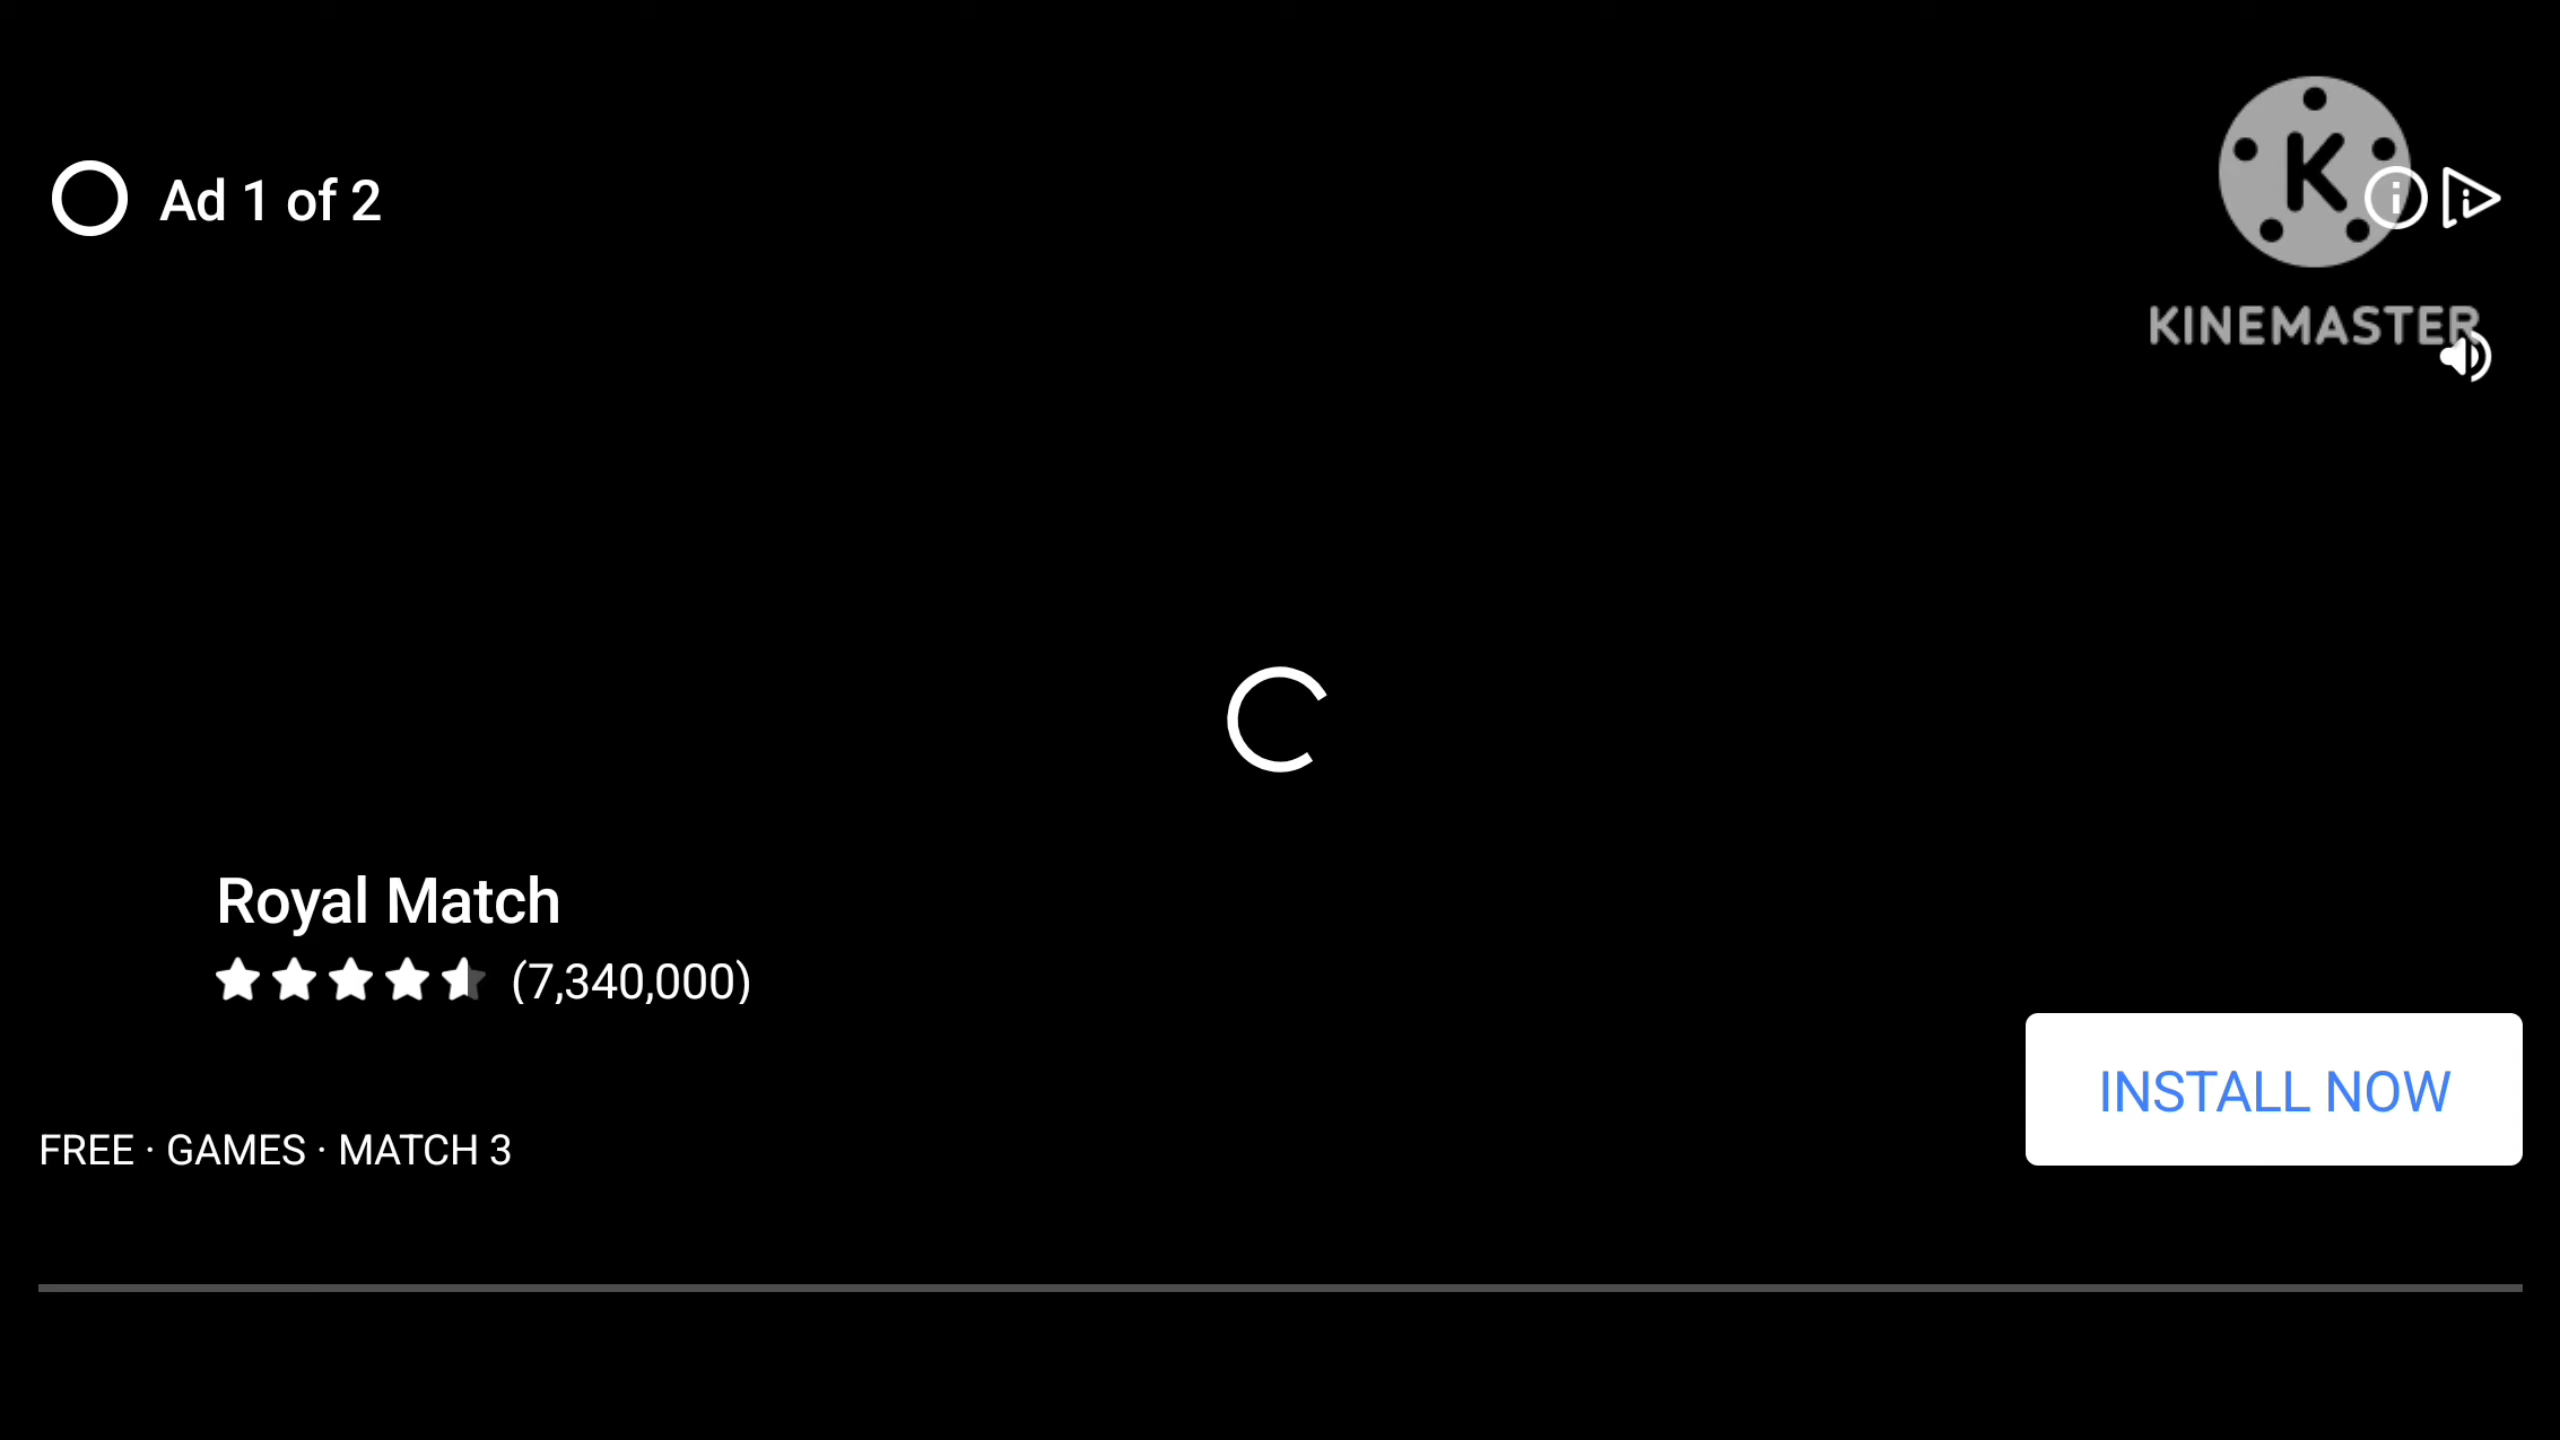 Ad 1 of 2
K
KINEMASTER
Royal Match
(7,340,000)
INSTALL NOW
FREE · GAMES · MATCH 3